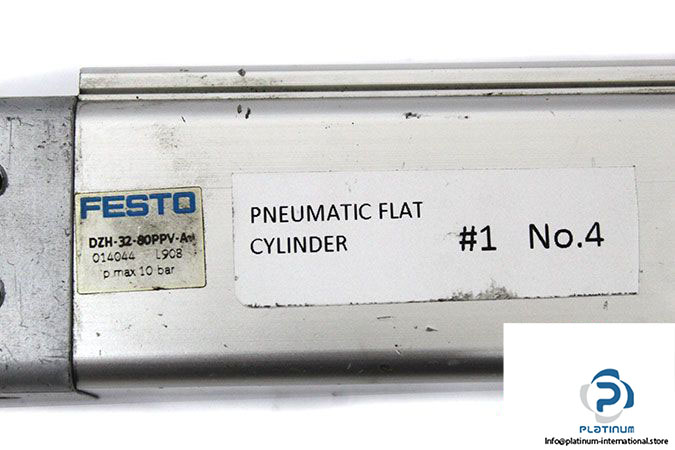 FESTO
DZH-32-80PPV-A
014044 L908
p.max 10 bar
PNEUMATIC FLAT
CYLINDER
#1 No.4
PLATINUM
Info@platinum-international.store